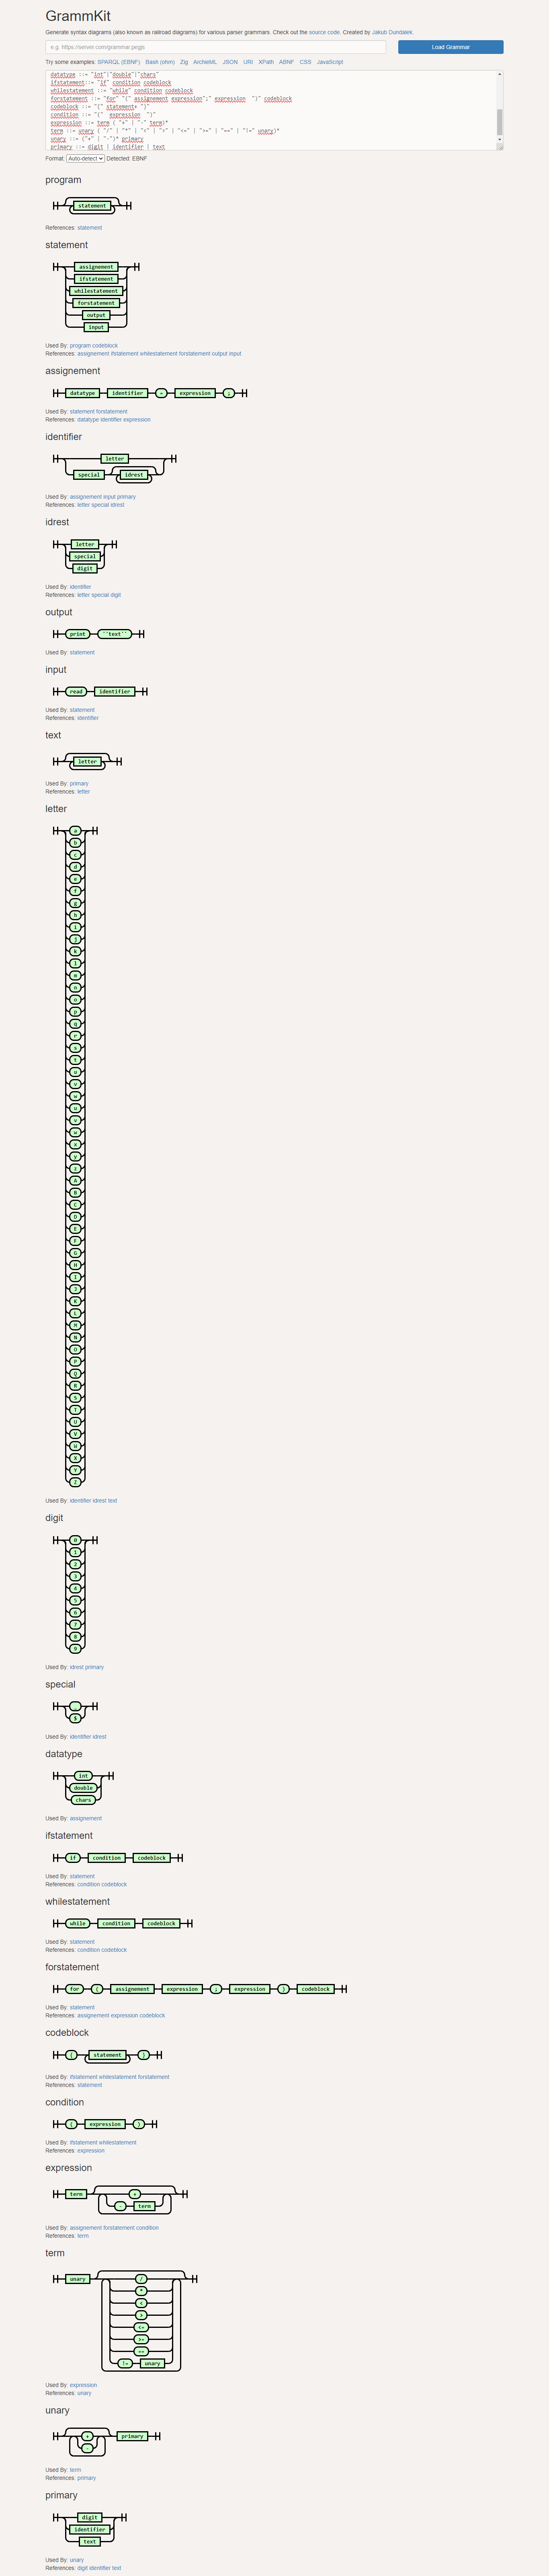 GrammKit
Generate syntax diagrams (also known as railroad diagrams) for various parser grammars. Check out the source code. Created by Jakub Dundalek.
e.g. https://server.com/grammar.pegjs
Load Grammar
Try some examples: SPARQL (EBNF) Bash (ohm) Zig ArchieML JSON URI XPath ABNF CSS JavaScript
datatype ::= "int"|"double"|"chars"
ifstatement::= "if" condition codeblock
whilestatement ::= "while" condition codeblock
forstatement ::= "for" "(" assignement expression";" expression ")" codeblock
codeblock ::= "{" statement+ "}"
condition ::= "(" expression ")"
expression ::= term ( "+" | "-" term)*
term ::= unary ( "/" | "*" | "<" | ">" | "<=" | ">=" | "==" | "!=" unary)*
unary ::= ("+" | "-")* primary
primary ::= digit | identifier | text
Format: Auto-detect Detected: EBNF
program
statement
References: statement
statement
assignement
ifstatement
whilestatement
forstatement
output
input
Used By: program codeblock
References: assignement ifstatement whilestatement forstatement output input
assignement
datatype identifier = expression ;
Used By: statement forstatement
References: datatype identifier expression
identifier
letter
special idrest
Used By: assignement input primary
References: letter special idrest
idrest
letter
special
digit
Used By: identifier
References: letter special digit
output
print ''text''
Used By: statement
input
read identifier
Used By: statement
References: identifier
text
letter
Used By: primary
References: letter
letter
a
b
c
d
e
f
g
h
i
j
k
l
m
n
o
p
q
r
s
t
u
v
w
u
v
w
x
y
z
A
B
C
D
E
F
G
H
I
J
K
L
M
N
O
P
Q
R
S
T
U
V
W
X
Y
Z
Used By: identifier idrest text
digit
0
1
2
3
4
5
6
7
8
9
Used By: idrest primary
special
_
$
Used By: identifier idrest
datatype
int
double
chars
Used By: assignement
ifstatement
if condition codeblock
Used By: statement
References: condition codeblock
whilestatement
while condition codeblock
Used By: statement
References: condition codeblock
forstatement
for ( assignement expression ; expression ) codeblock
Used By: statement
References: assignement expression codeblock
codeblock
{ statement }
Used By: ifstatement whilestatement forstatement
References: statement
condition
( expression )
Used By: ifstatement whilestatement
References: expression
expression
term +
- term
Used By: assignement forstatement condition
References: term
term
unary /
*
<
>
<=
>=
==
!= unary
Used By: expression
References: unary
unary
+ primary
-
Used By: term
References: primary
primary
digit
identifier
text
Used By: unary
References: digit identifier text